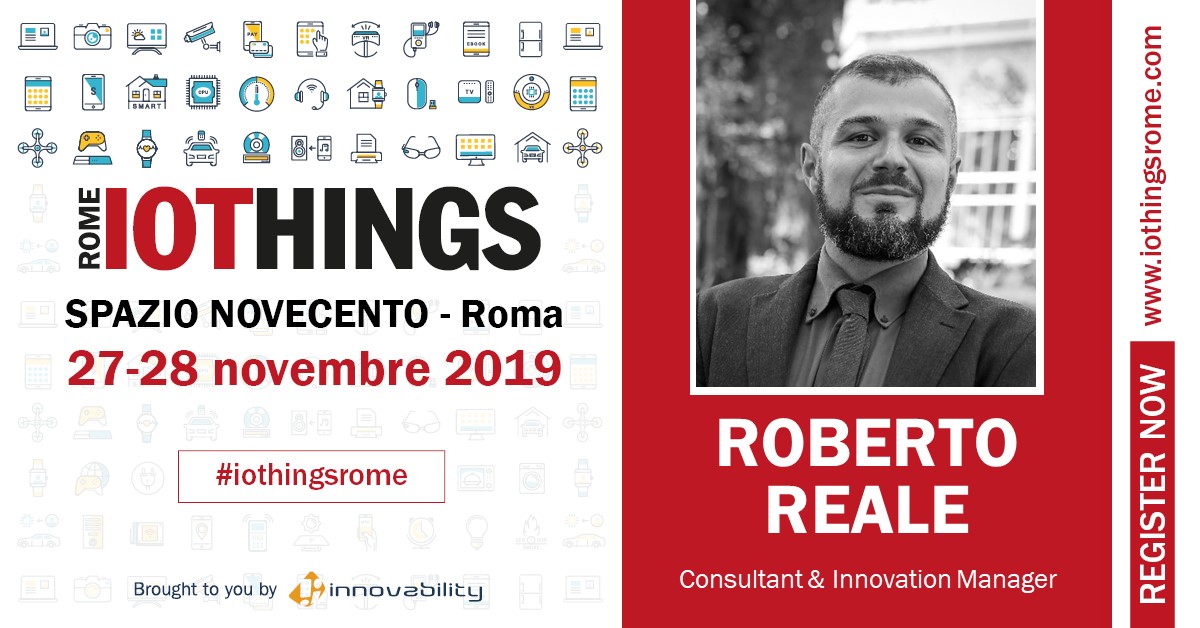 PAY
VR
EBOOK
S
SMART
CPU
TV
ROME
IOTHINGS
SPAZIO NOVECENTO - Roma
27-28 novembre 2019
#iothingsrome
Brought to you by innovability
ROBERTO
REALE
Consultant & Innovation Manager
www.iothingsrome.com
REGISTER NOW